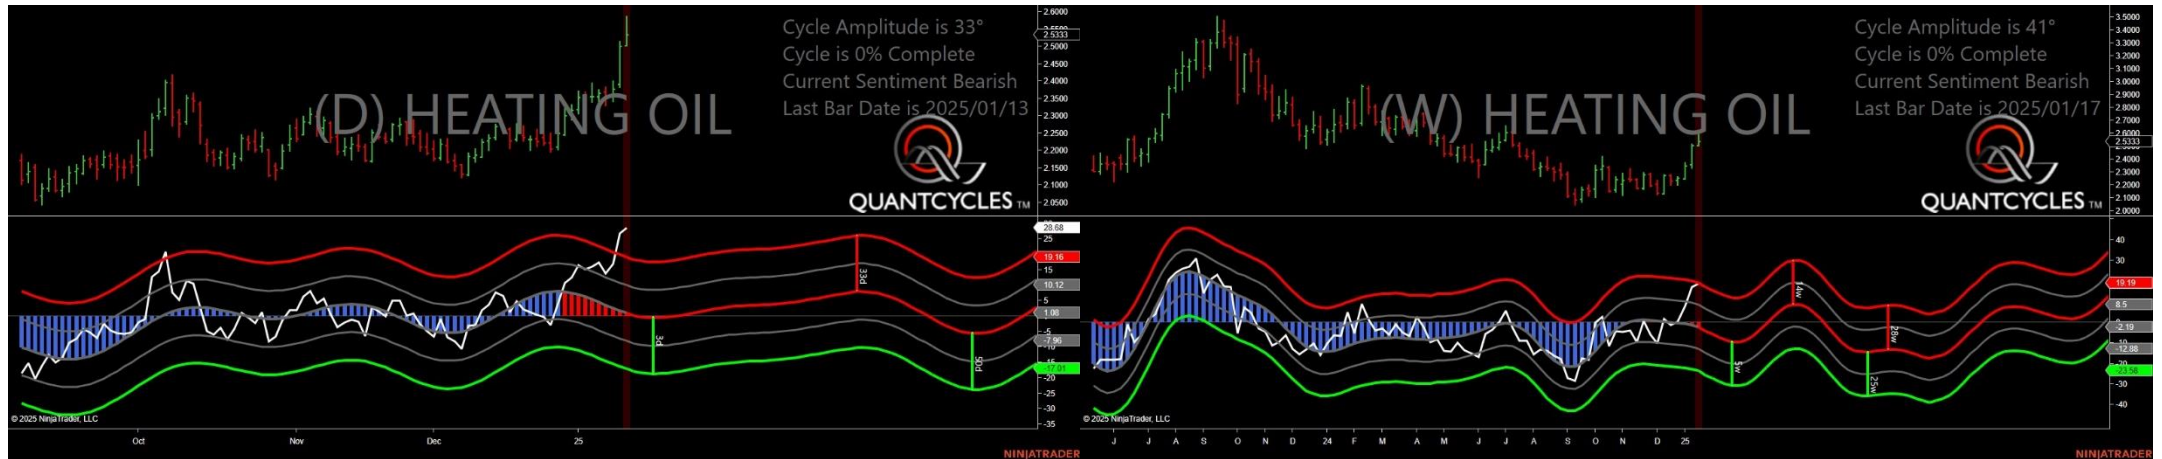 Cycle Amplitude is 33°
Cycle is 0% Complete
Current Sentiment Bearish
Last Bar Date is 2025/01/13
(D) HEATING OIL
QUANTCYCLES TM
2.6000
2.5333
2.5000
2.4500
2.4000
2.3500
2.3000
2.2500
2.2000
2.1500
2.1000
2.0500
28.68
25
19.16
15
10.12
5
1.08
-5
-7.96
-15
-17.01
-20
-25
-30
-35
33d
3d
50d
© 2025 NinjaTrader, LLC
Oct
Nov
Dec
25
NINJATRADER
Cycle Amplitude is 41°
Cycle is 0% Complete
Current Sentiment Bearish
Last Bar Date is 2025/01/17
(W) HEATING OIL
QUANTCYCLES TM
3.5000
3.4000
3.3000
3.2000
3.1000
3.0000
2.9000
2.8000
2.7000
2.6000
2.5333
2.4000
2.3000
2.2000
2.1000
2.0000
40
30
19.19
8.5
0
-2.19
-12.88
-23.58
-30
-40
14w
28w
5w
25w
© 2025 NinjaTrader, LLC
J J A S O N D 24 F M A M J J A S O N D 25
NINJATRADER